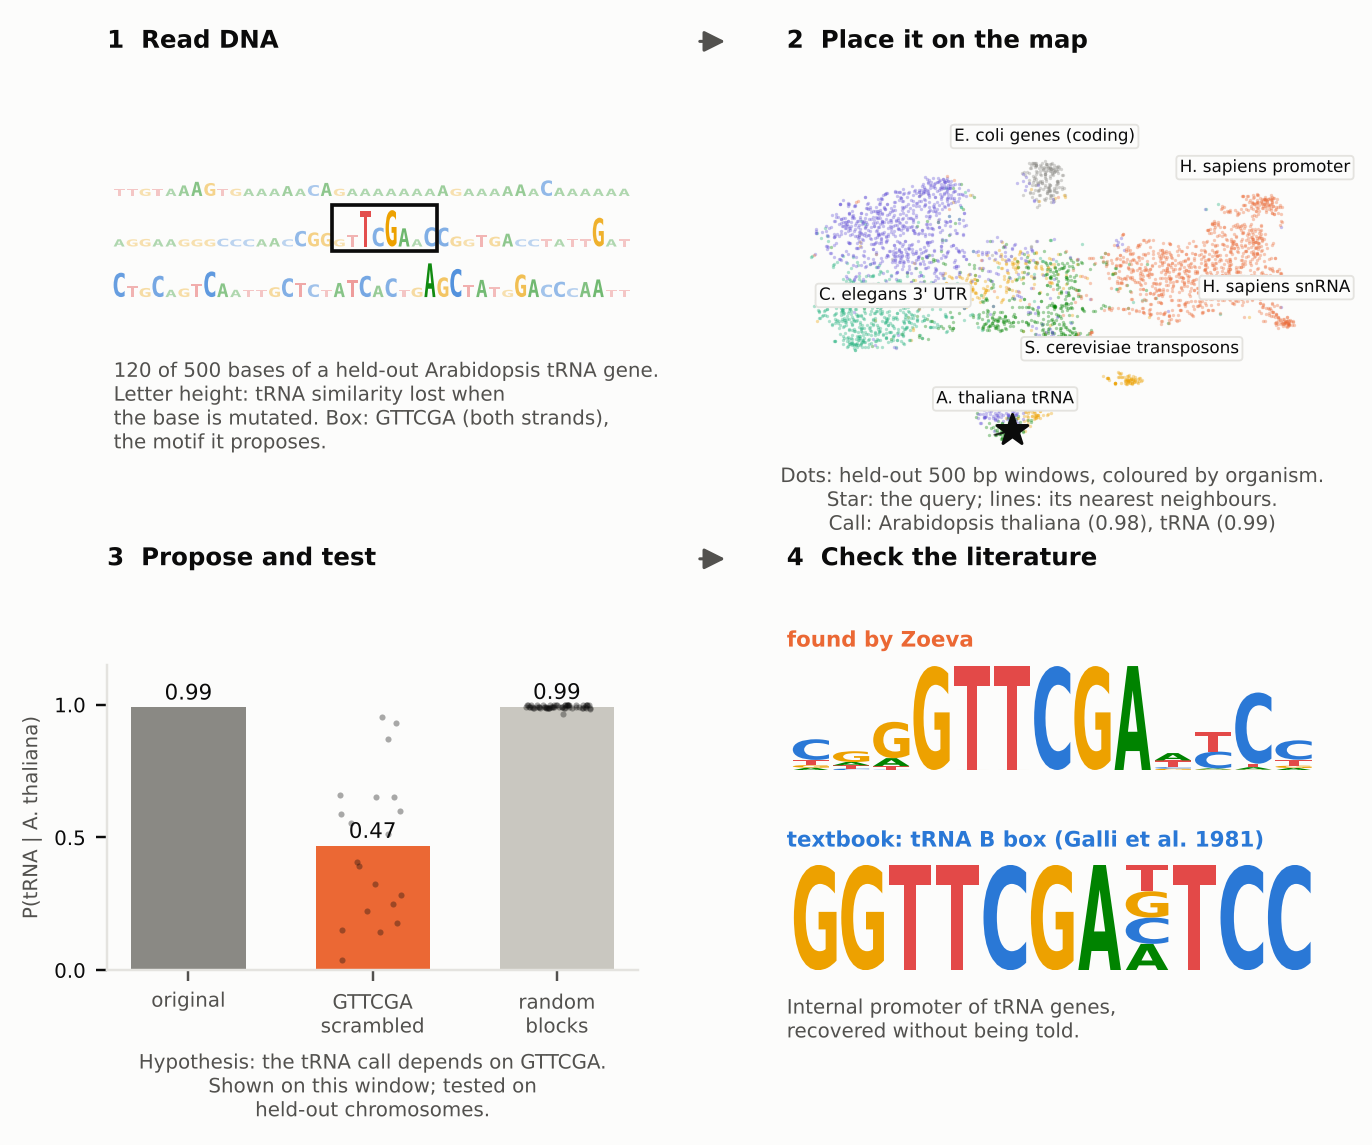 1 Read DNA
TTGTAAAGTGAAAAACAGAAAAAAAAGAAAAAACAAAAAA
AGGAAGGGCCCAACCGGGTTCGAACCGGTGACCTATTGAT
CTGCAGTCAATTGCTCTATCACTGAGCTATGGACCCAATT
120 of 500 bases of a held-out Arabidopsis tRNA gene.
Letter height: tRNA similarity lost when
the base is mutated. Box: GTTCGA (both strands),
the motif it proposes.
2 Place it on the map
E. coli genes (coding)
H. sapiens promoter
C. elegans 3' UTR
H. sapiens snRNA
S. cerevisiae transposons
A. thaliana tRNA
Dots: held-out 500 bp windows, coloured by organism.
Star: the query; lines: its nearest neighbours.
Call: Arabidopsis thaliana (0.98), tRNA (0.99)
3 Propose and test
P(tRNA | A. thaliana)
1.0
0.5
0.0
0.99
0.47
0.99
original
GTTCGA
scrambled
random
blocks
Hypothesis: the tRNA call depends on GTTCGA.
Shown on this window; tested on
held-out chromosomes.
4 Check the literature
found by Zoeva
CGGGTTCGAATCC
textbook: tRNA B box (Galli et al. 1981)
GGTTCGATTCC
G
C
A
Internal promoter of tRNA genes,
recovered without being told.